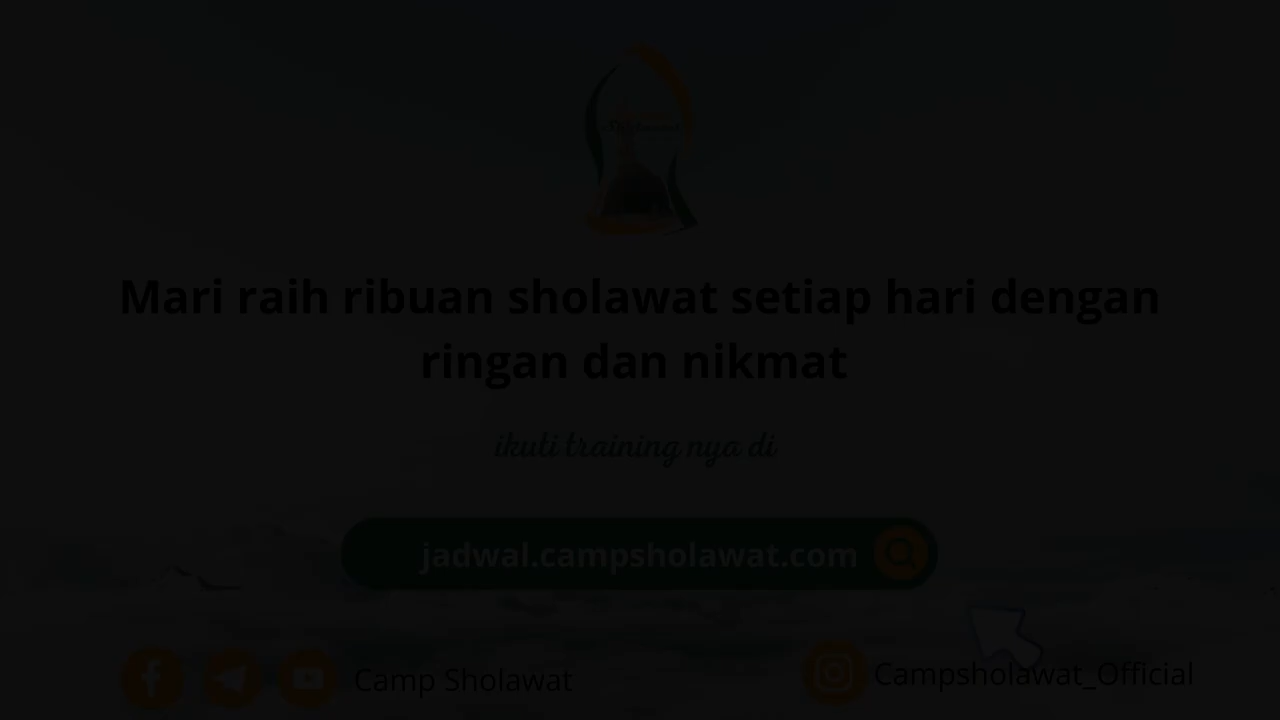 Mari raih ribuan sholawat setiap hari dengan
ringan dan nikmat
ikuti training nya di
jadwal.campsholawat.com
Camp Sholawat
Campsholawat_Official